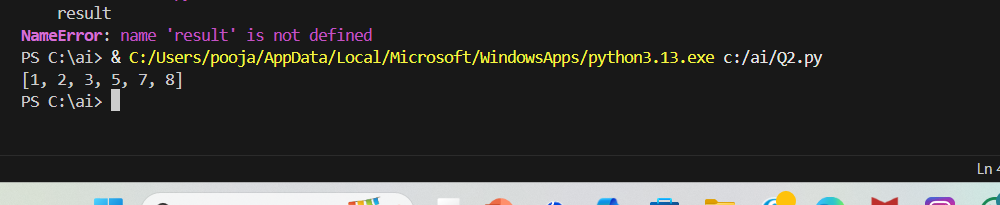 result
NameError: name 'result' is not defined
PS C:\ai> & C:/Users/pooja/AppData/Local/Microsoft/WindowsApps/python3.13.exe c:/ai/Q2.py
[1, 2, 3, 5, 7, 8]
PS C:\ai>
Ln 4